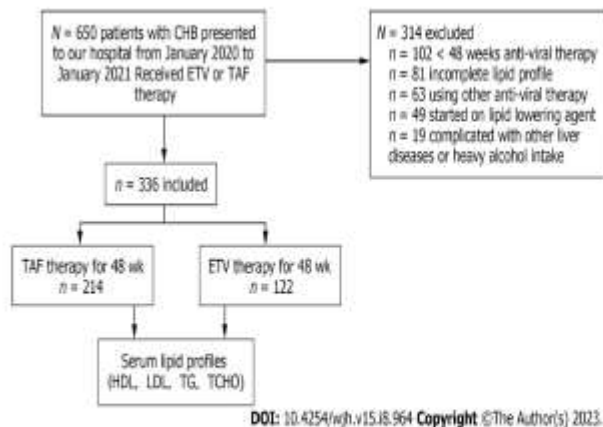 N = 650 patients with CHB presented
to our hospital from January 2020 to
January 2021 Received ETV or TAF
therapy
N = 314 excluded
n = 102 < 48 weeks anti-viral therapy
n = 81 incomplete lipid profile
n = 63 using other anti-viral therapy
n = 49 started on lipid lowering agent
n = 19 complicated with other liver
diseases or heavy alcohol intake
n = 336 included
TAF therapy for 48 wk
n = 214
ETV therapy for 48 wk
n = 122
Serum lipid profiles
(HDL, LDL, TG, TCHO)
DOI: 10.4254/wjh.v15.i8.964 Copyright ©The Author(s) 2023.